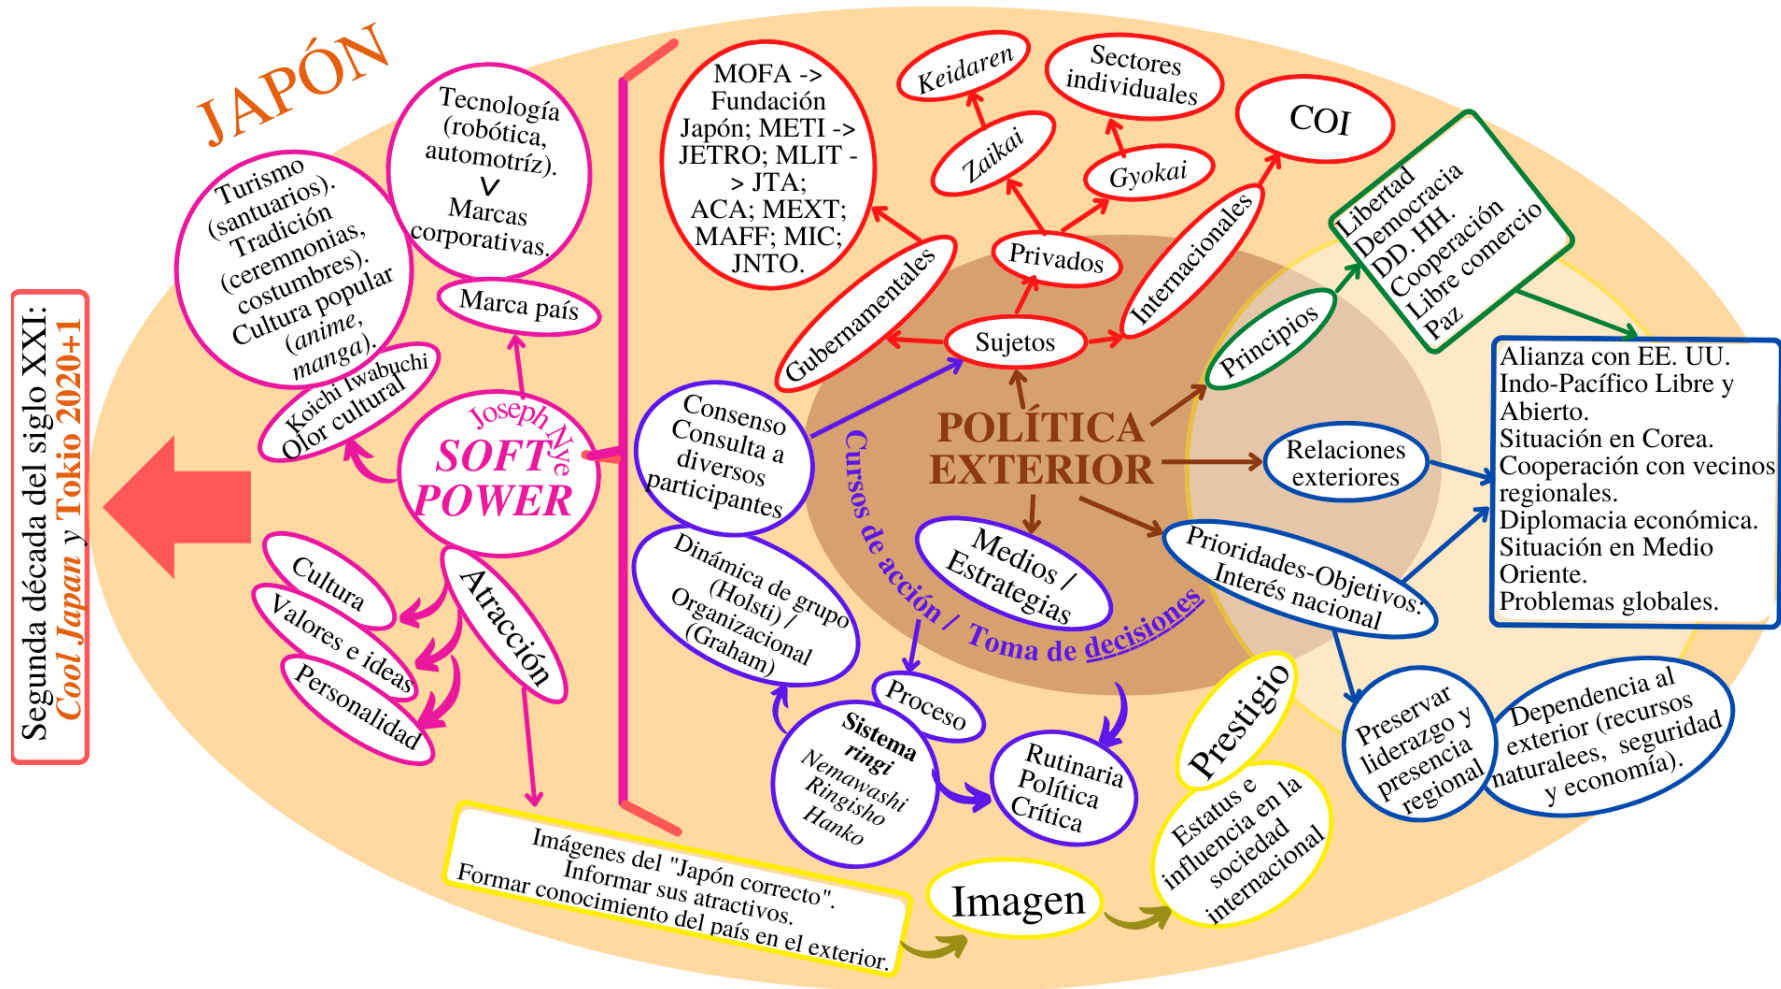 JAPÓN
Segunda década del siglo XXI:
Cool Japan y Tokio 2020+1
Tecnología
(robótica,
automotríz).
V
Marcas
corporativas.
Turismo
(santuarios).
Tradición
(ceremonias,
costumbres).
Cultura popular
(anime,
manga).
Marca país
Koichi Iwabuchi
Olor cultural
Joseph Nye
SOFT
POWER
Atracción
Cultura
Valores e ideas
Personalidad
MOFA ->
Fundación
Japón; METI ->
JETRO; MLIT -
> JTA;
ACA; MEXT;
MAFF; MIC;
JNTO.
Keidaren
Zaikai
Sectores
individuales
Gyokai
COI
Gubernamentales
Privados
Internacionales
Sujetos
Principios
Libertad
Democracia
DD. HH.
Cooperación
Libre comercio
Paz
POLÍTICA
EXTERIOR
Relaciones
exteriores
Alianza con EE. UU.
Indo-Pacífico Libre y
Abierto.
Situación en Corea.
Cooperación con vecinos
regionales.
Diplomacia económica.
Situación en Medio
Oriente.
Problemas globales.
Consenso
Consulta a
diversos
participantes
Cursos de acción / Toma de decisiones
Medios /
Estrategias
Prioridades-Objetivos:
Interés nacional
Dinámica de grupo
(Holsti) /
Organizacional
(Graham)
Proceso
Sistema
ringi
Nemawashi
Ringisho
Hanko
Rutinaria
Política
Crítica
Prestigio
Estatus e
influencia en la
sociedad
internacional
Preservar
liderazgo y
presencia
regional
Dependencia al
exterior (recursos
naturalees, seguridad
y economía).
Imágenes del "Japón correcto".
Informar sus atractivos.
Formar conocimiento del país en el exterior.
Imagen